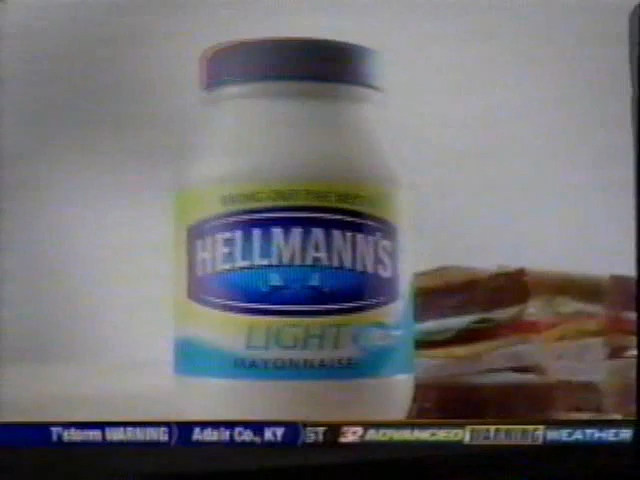 HELLMANN'S
LIGHT
MAYONNAISE
T'storm WARNING Adair Co., KY ST 32 ADVANCED WARNING WEATHER